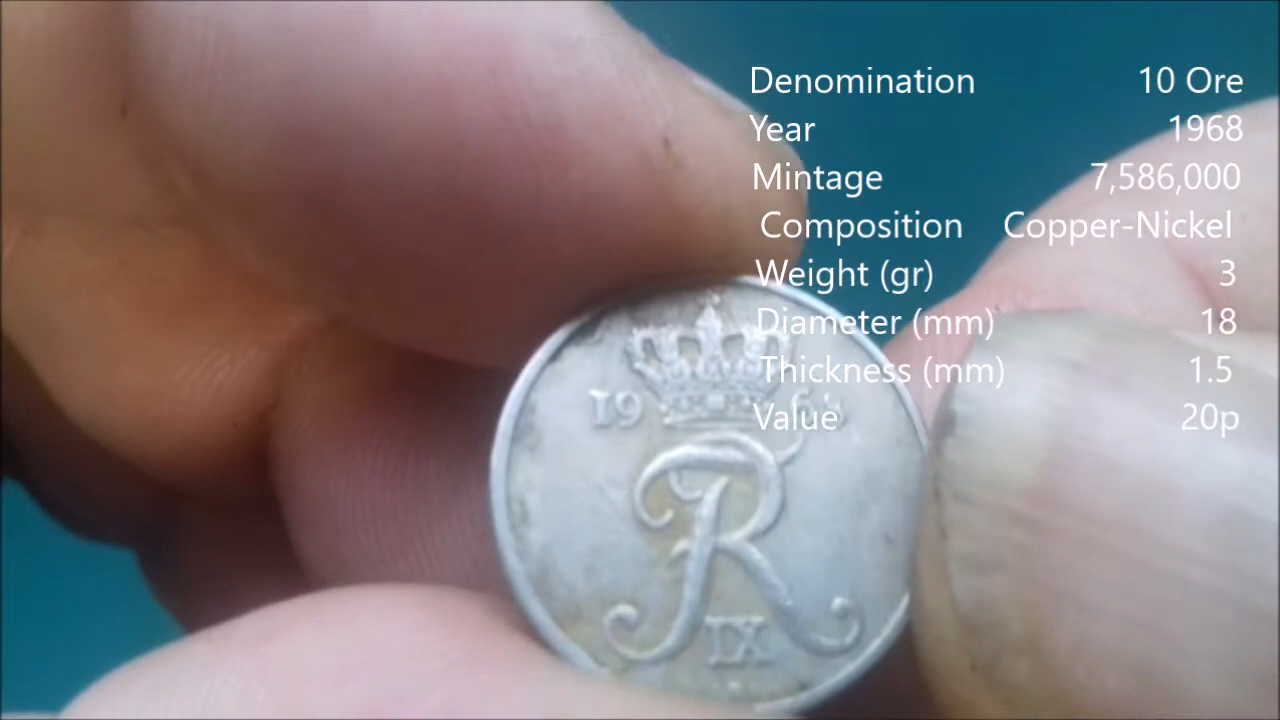 Denomination 10 Ore
Year 1968
Mintage 7,586,000
Composition Copper-Nickel
Weight (gr) 3
Diameter (mm) 18
Thickness (mm) 1.5
Value 20p
19 6
R
IX